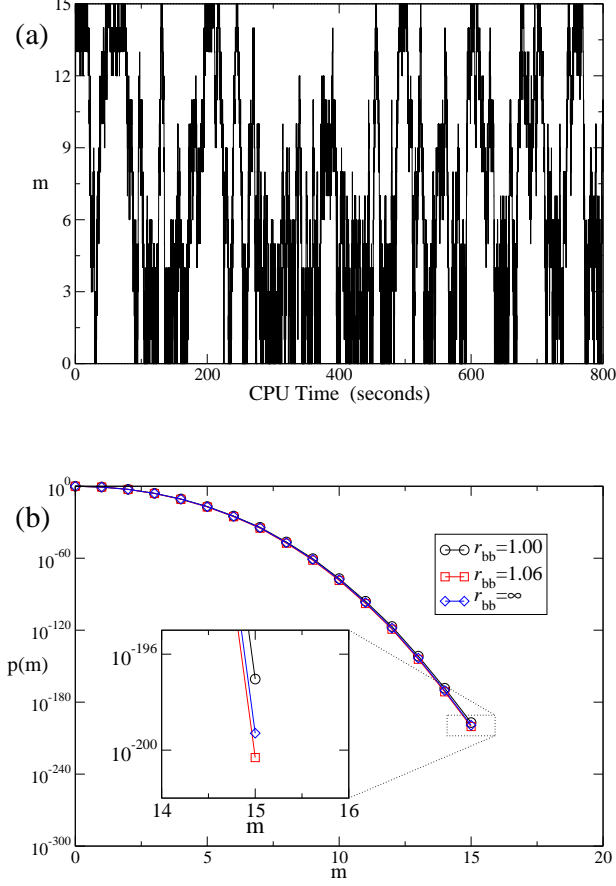 (a)
15
12
9
m
6
3
0
0 200 400 600 800
CPU Time (seconds)
(b)
10^0
10^-60
10^-120
p(m)
10^-180
10^-240
10^-300
r_bb=1.00
r_bb=1.06
r_bb=∞
10^-196
10^-200
14 15 16
m
0 5 10 15 20
m